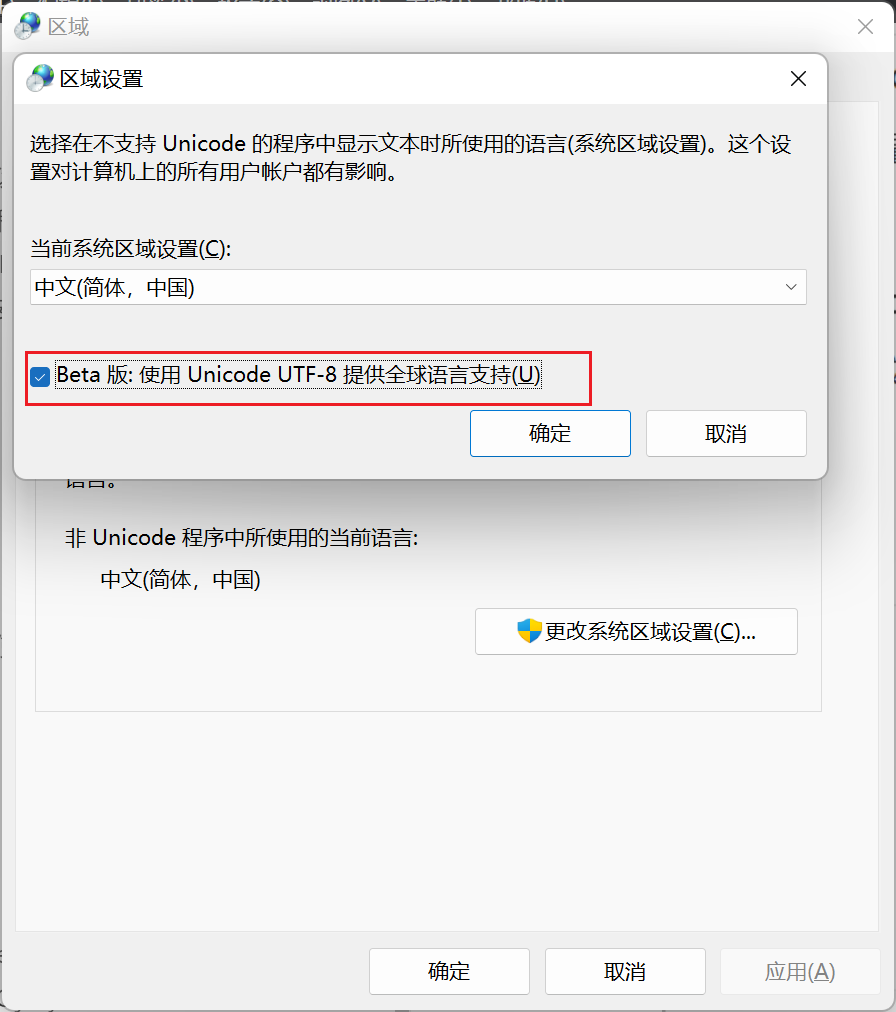 区域
区域设置
选择在不支持 Unicode 的程序中显示文本时所使用的语言(系统区域设置)。这个设
置对计算机上的所有用户帐户都有影响。
当前系统区域设置(C):
中文(简体，中国)
Beta 版: 使用 Unicode UTF-8 提供全球语言支持(U)
确定
取消
语言。
非 Unicode 程序中所使用的当前语言:
中文(简体，中国)
更改系统区域设置(C)...
确定
取消
应用(A)